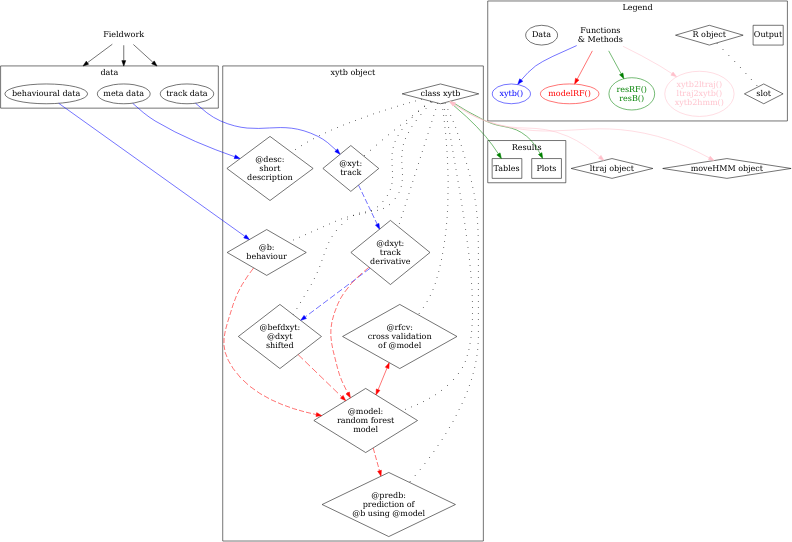 Fieldwork
data
behavioural data
meta data
track data
xytb object
class xytb
@desc:
short
description
@xyt:
track
@b:
behaviour
@dxyt:
track
derivative
@befdxyt:
@dxyt
shifted
@rfcv:
cross validation
of @model
@model:
random forest
model
@predb:
prediction of
@b using @model
Legend
Data
Functions
& Methods
R object
Output
xytb()
modelRF()
resRF()
resB()
xytb2ltraj()
ltraj2xytb()
xytb2hmm()
slot
Results
Tables
Plots
ltraj object
moveHMM object